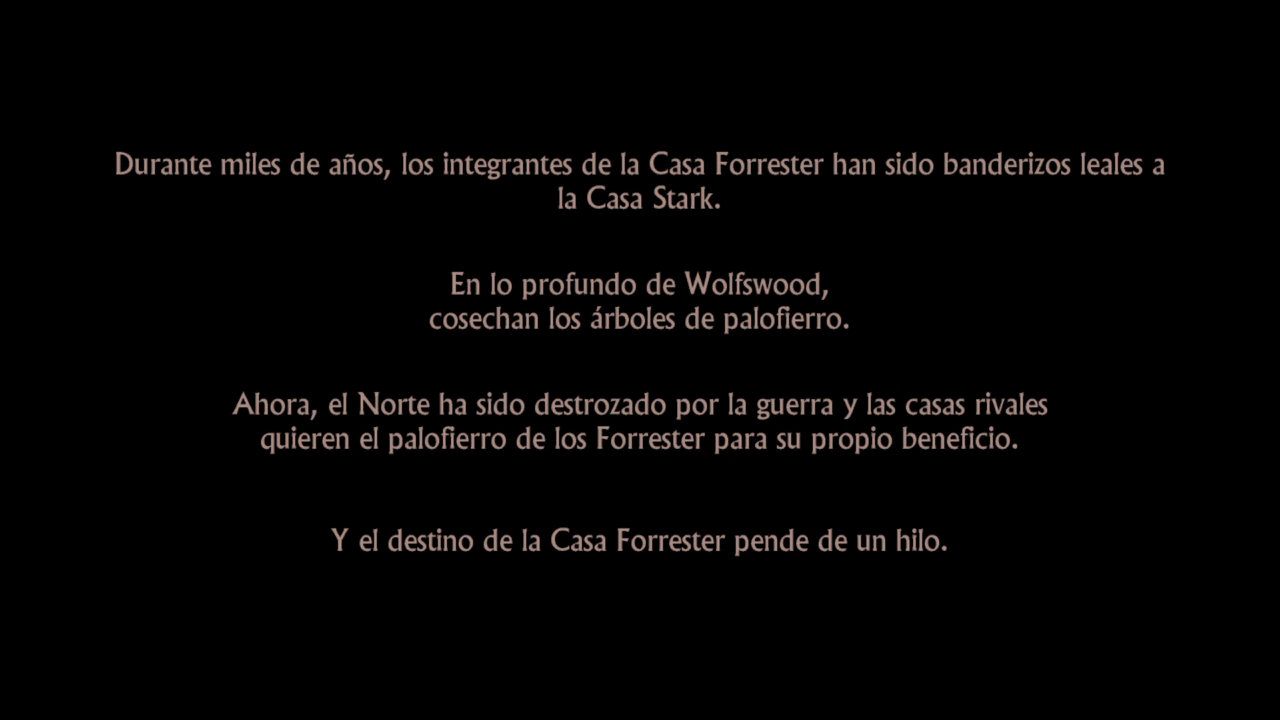 Durante miles de años, los integrantes de la Casa Forrester han sido banderizos leales a
la Casa Stark.
En lo profundo de Wolfswood,
cosechan los árboles de palofierro.
Ahora, el Norte ha sido destrozado por la guerra y las casas rivales
quieren el palofierro de los Forrester para su propio beneficio.
Y el destino de la Casa Forrester pende de un hilo.